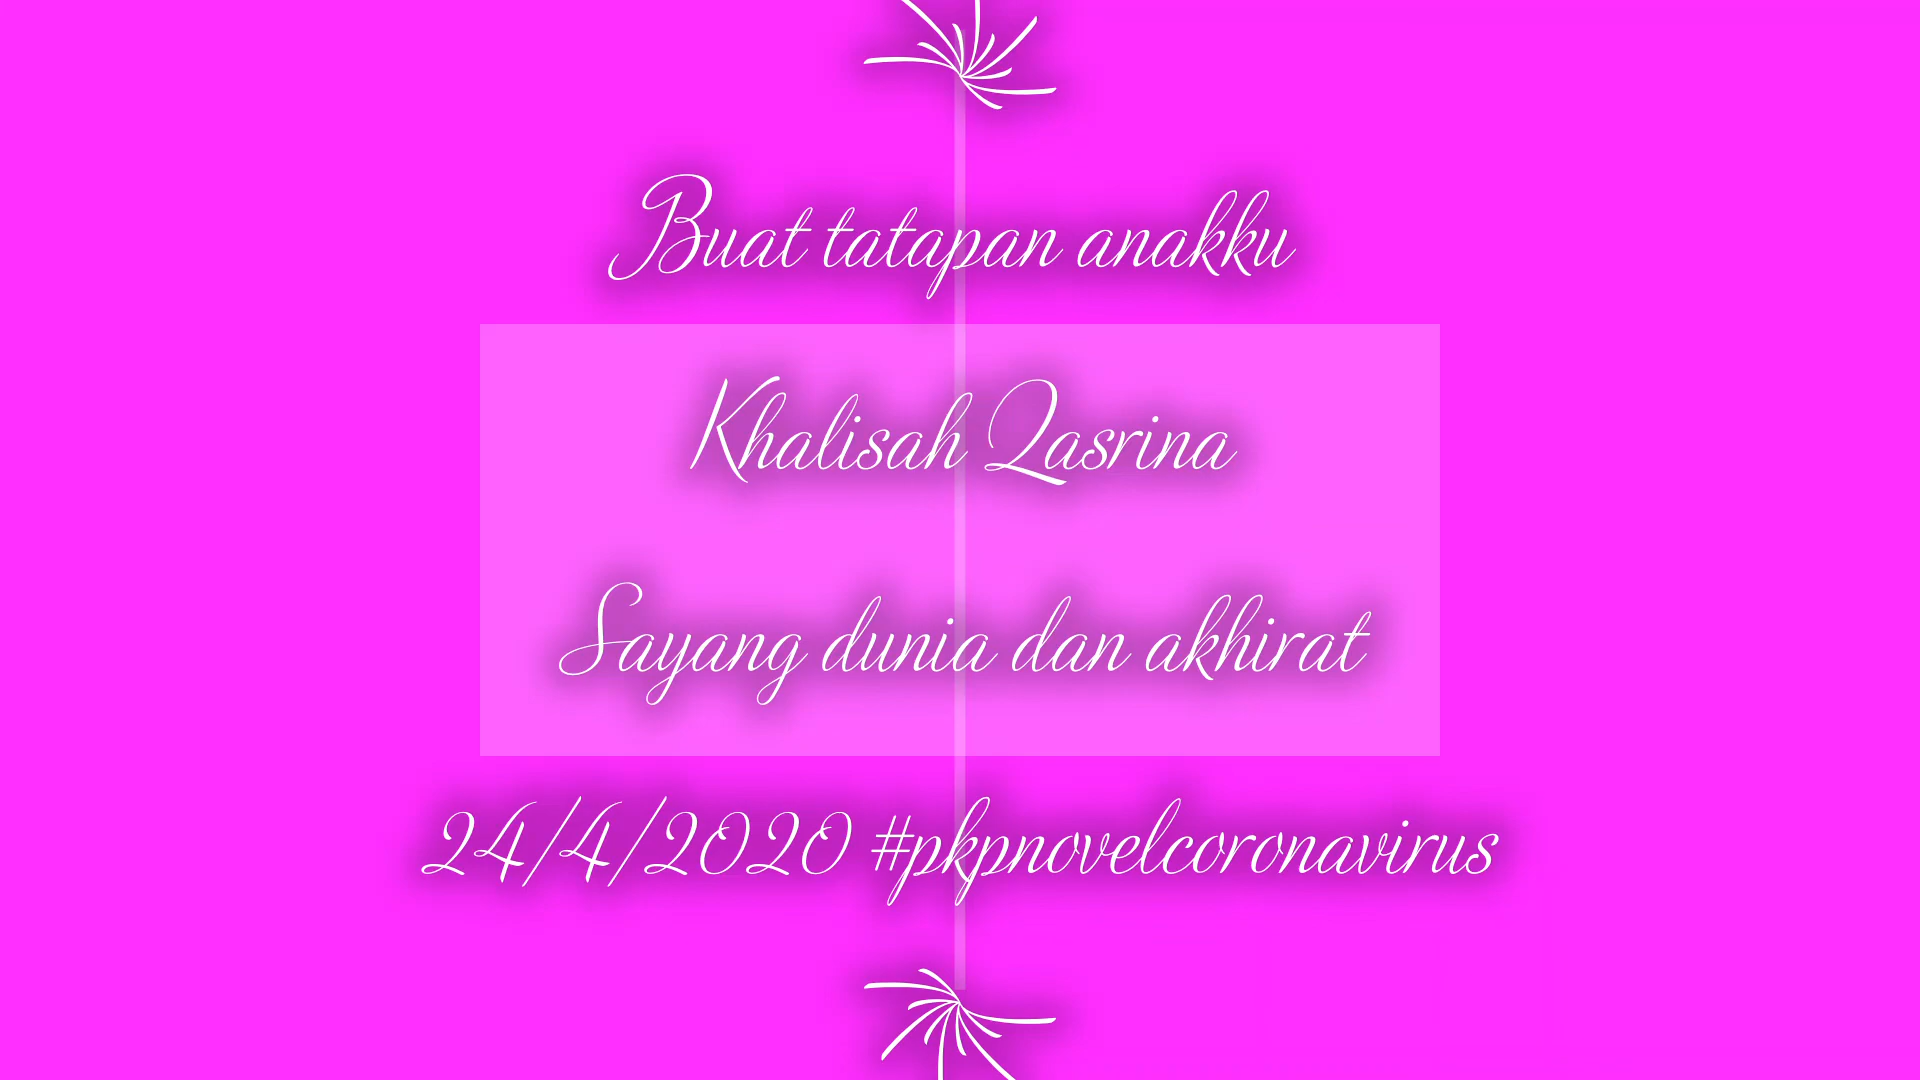 Buat tatapan anakku
Khalisah Qasrina
Sayang dunia dan akhirat
24/4/2020 #pkpnovelcoronavirus